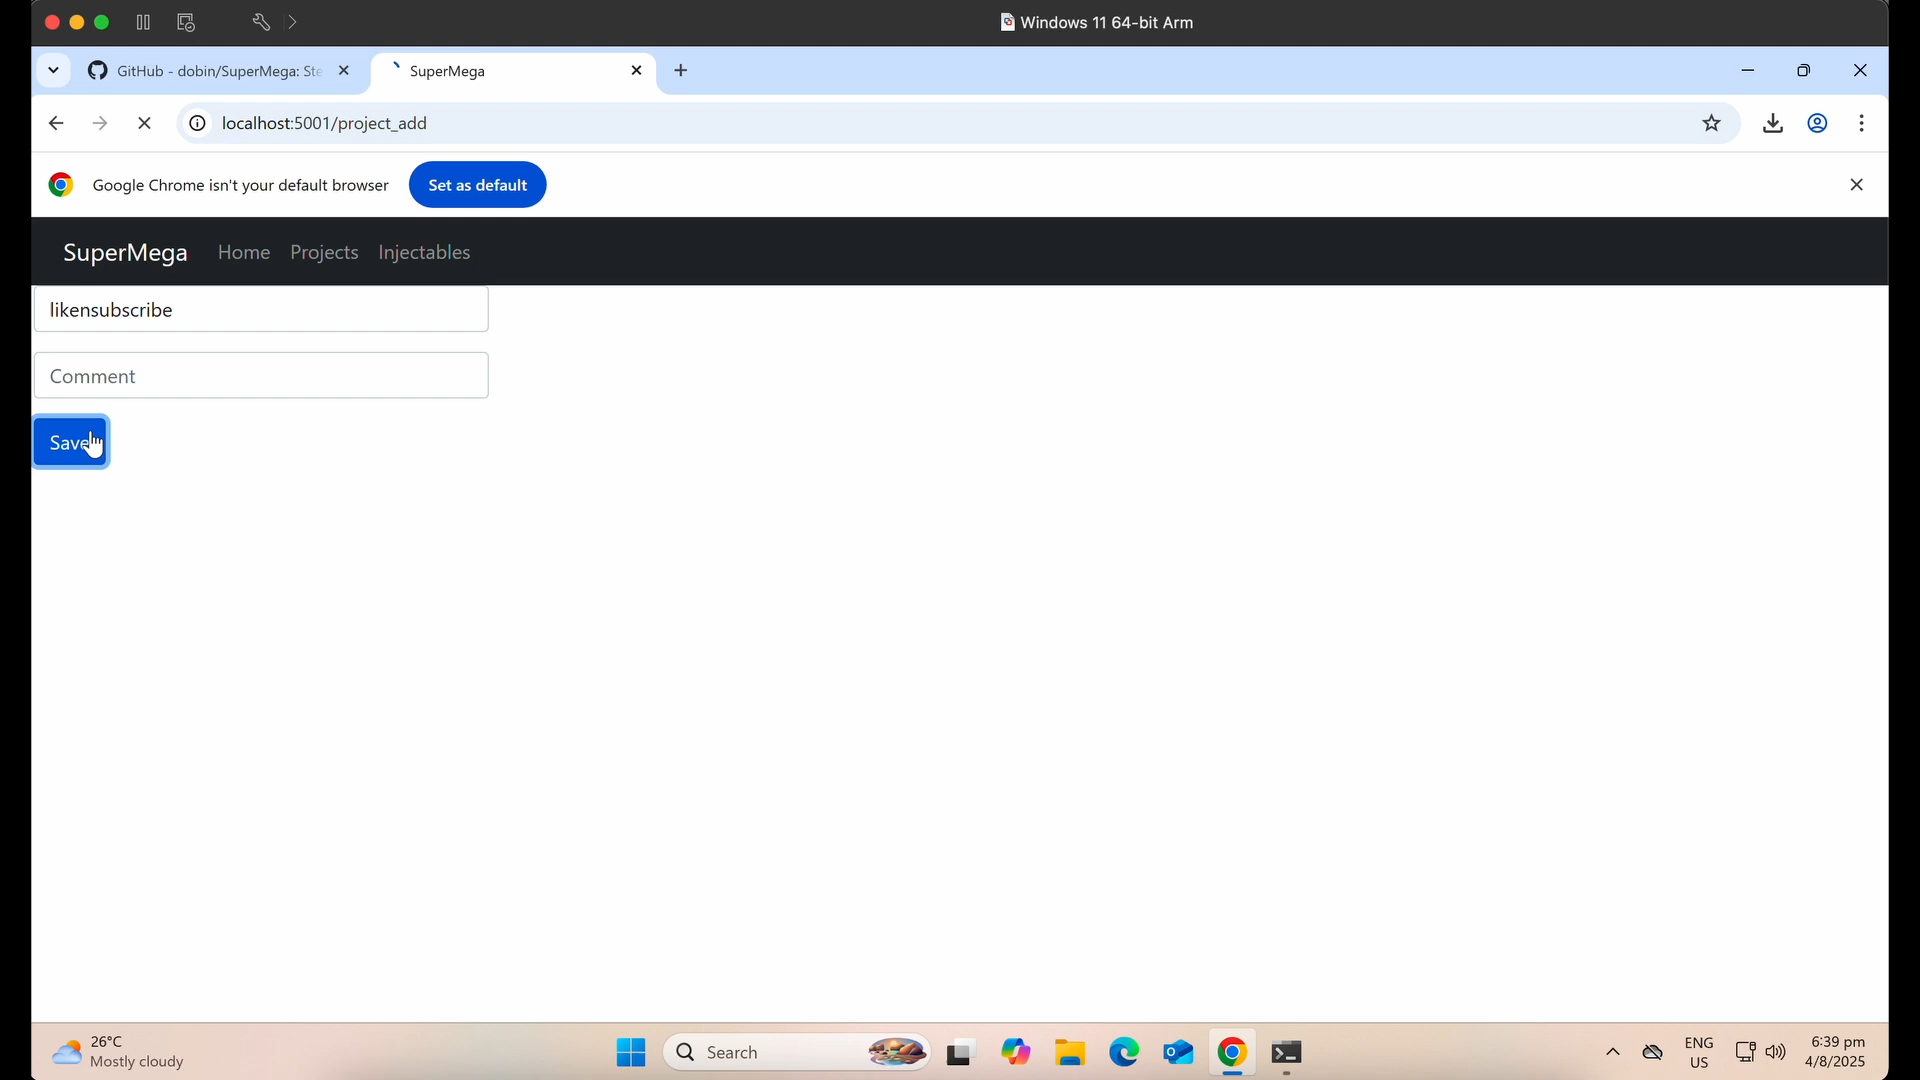 Windows 11 64-bit Arm
GitHub - dobin/SuperMega: Ste
SuperMega
localhost:5001/project_add
Google Chrome isn't your default browser
Set as default
SuperMega Home Projects Injectables
likensubscribe
Comment
Save
26°C
Mostly cloudy
Search
ENG
US
6:39 pm
4/8/2025